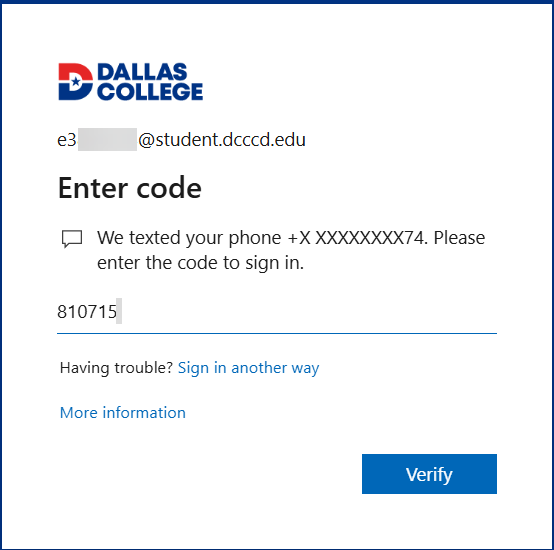 DALLAS
COLLEGE
e3 @student.dcccd.edu
Enter code
We texted your phone +X XXXXXXXX74. Please
enter the code to sign in.
810715
Having trouble? Sign in another way
More information
Verify